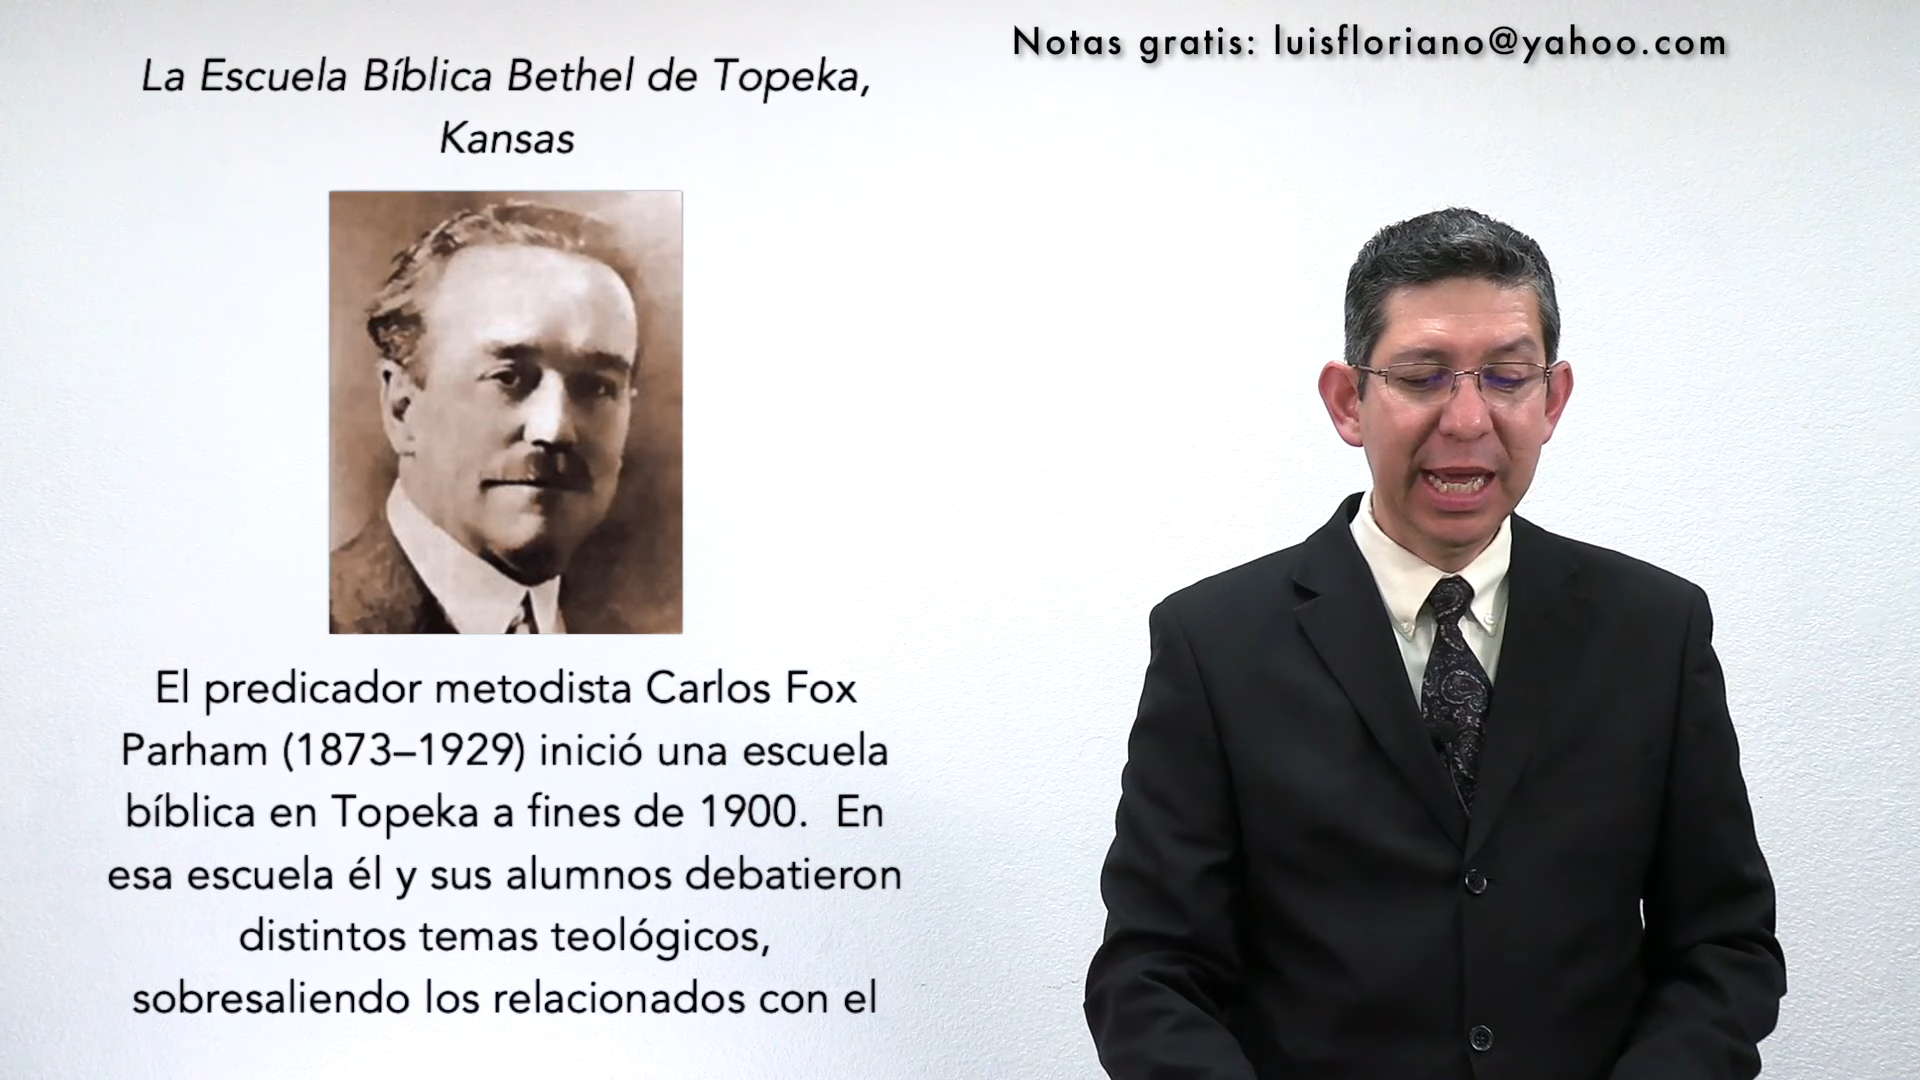 Notas gratis: luisfloriano@yahoo.com
La Escuela Bíblica Bethel de Topeka,
Kansas
El predicador metodista Carlos Fox
Parham (1873–1929) inició una escuela
bíblica en Topeka a fines de 1900. En
esa escuela él y sus alumnos debatieron
distintos temas teológicos,
sobresaliendo los relacionados con el